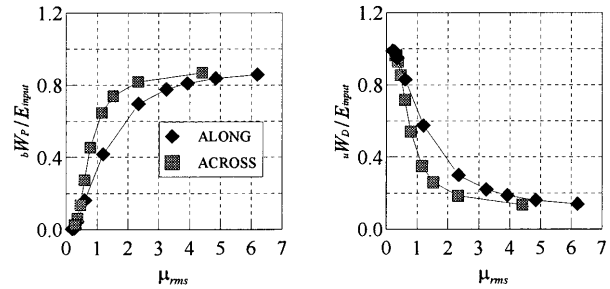 1.2
0.8
0.4
0.0
bWP/Einput
ALONG
ACROSS
0 1 2 3 4 5 6 7
μrms
1.2
0.8
0.4
0.0
uWD/Einput
0 1 2 3 4 5 6 7
μrms